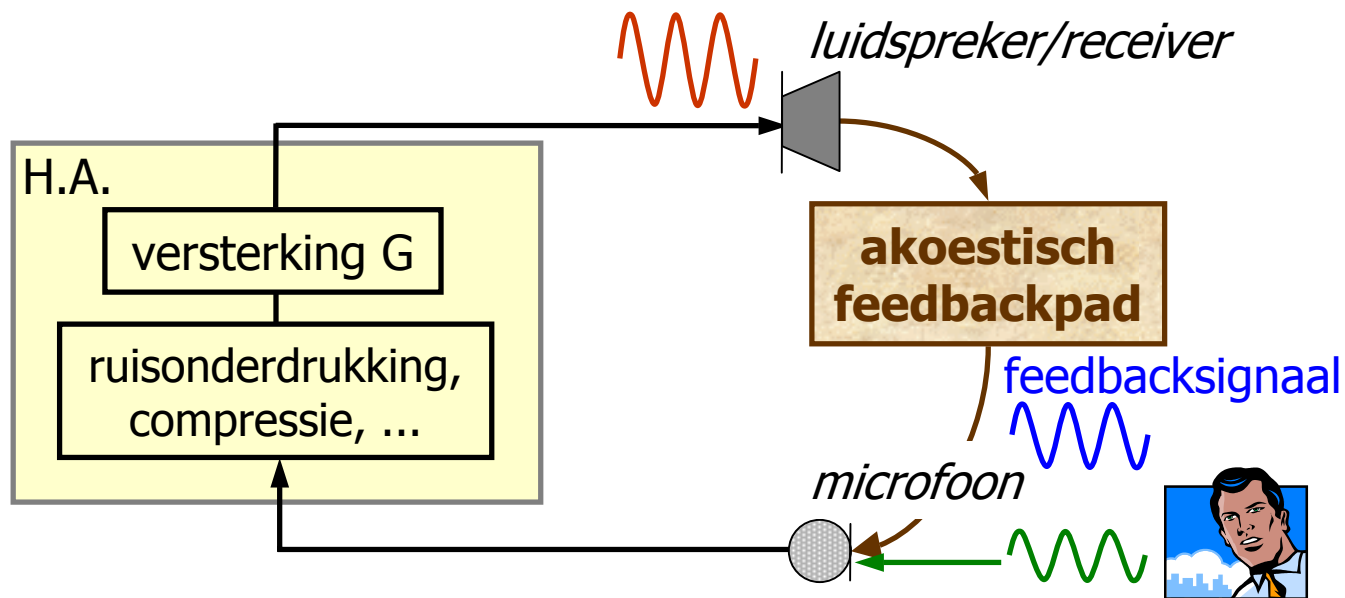 luidspreker/receiver
H.A.
versterking G
ruisonderdrukking,
compressie, ...
akoestisch
feedbackpad
feedbacksignaal
microfoon